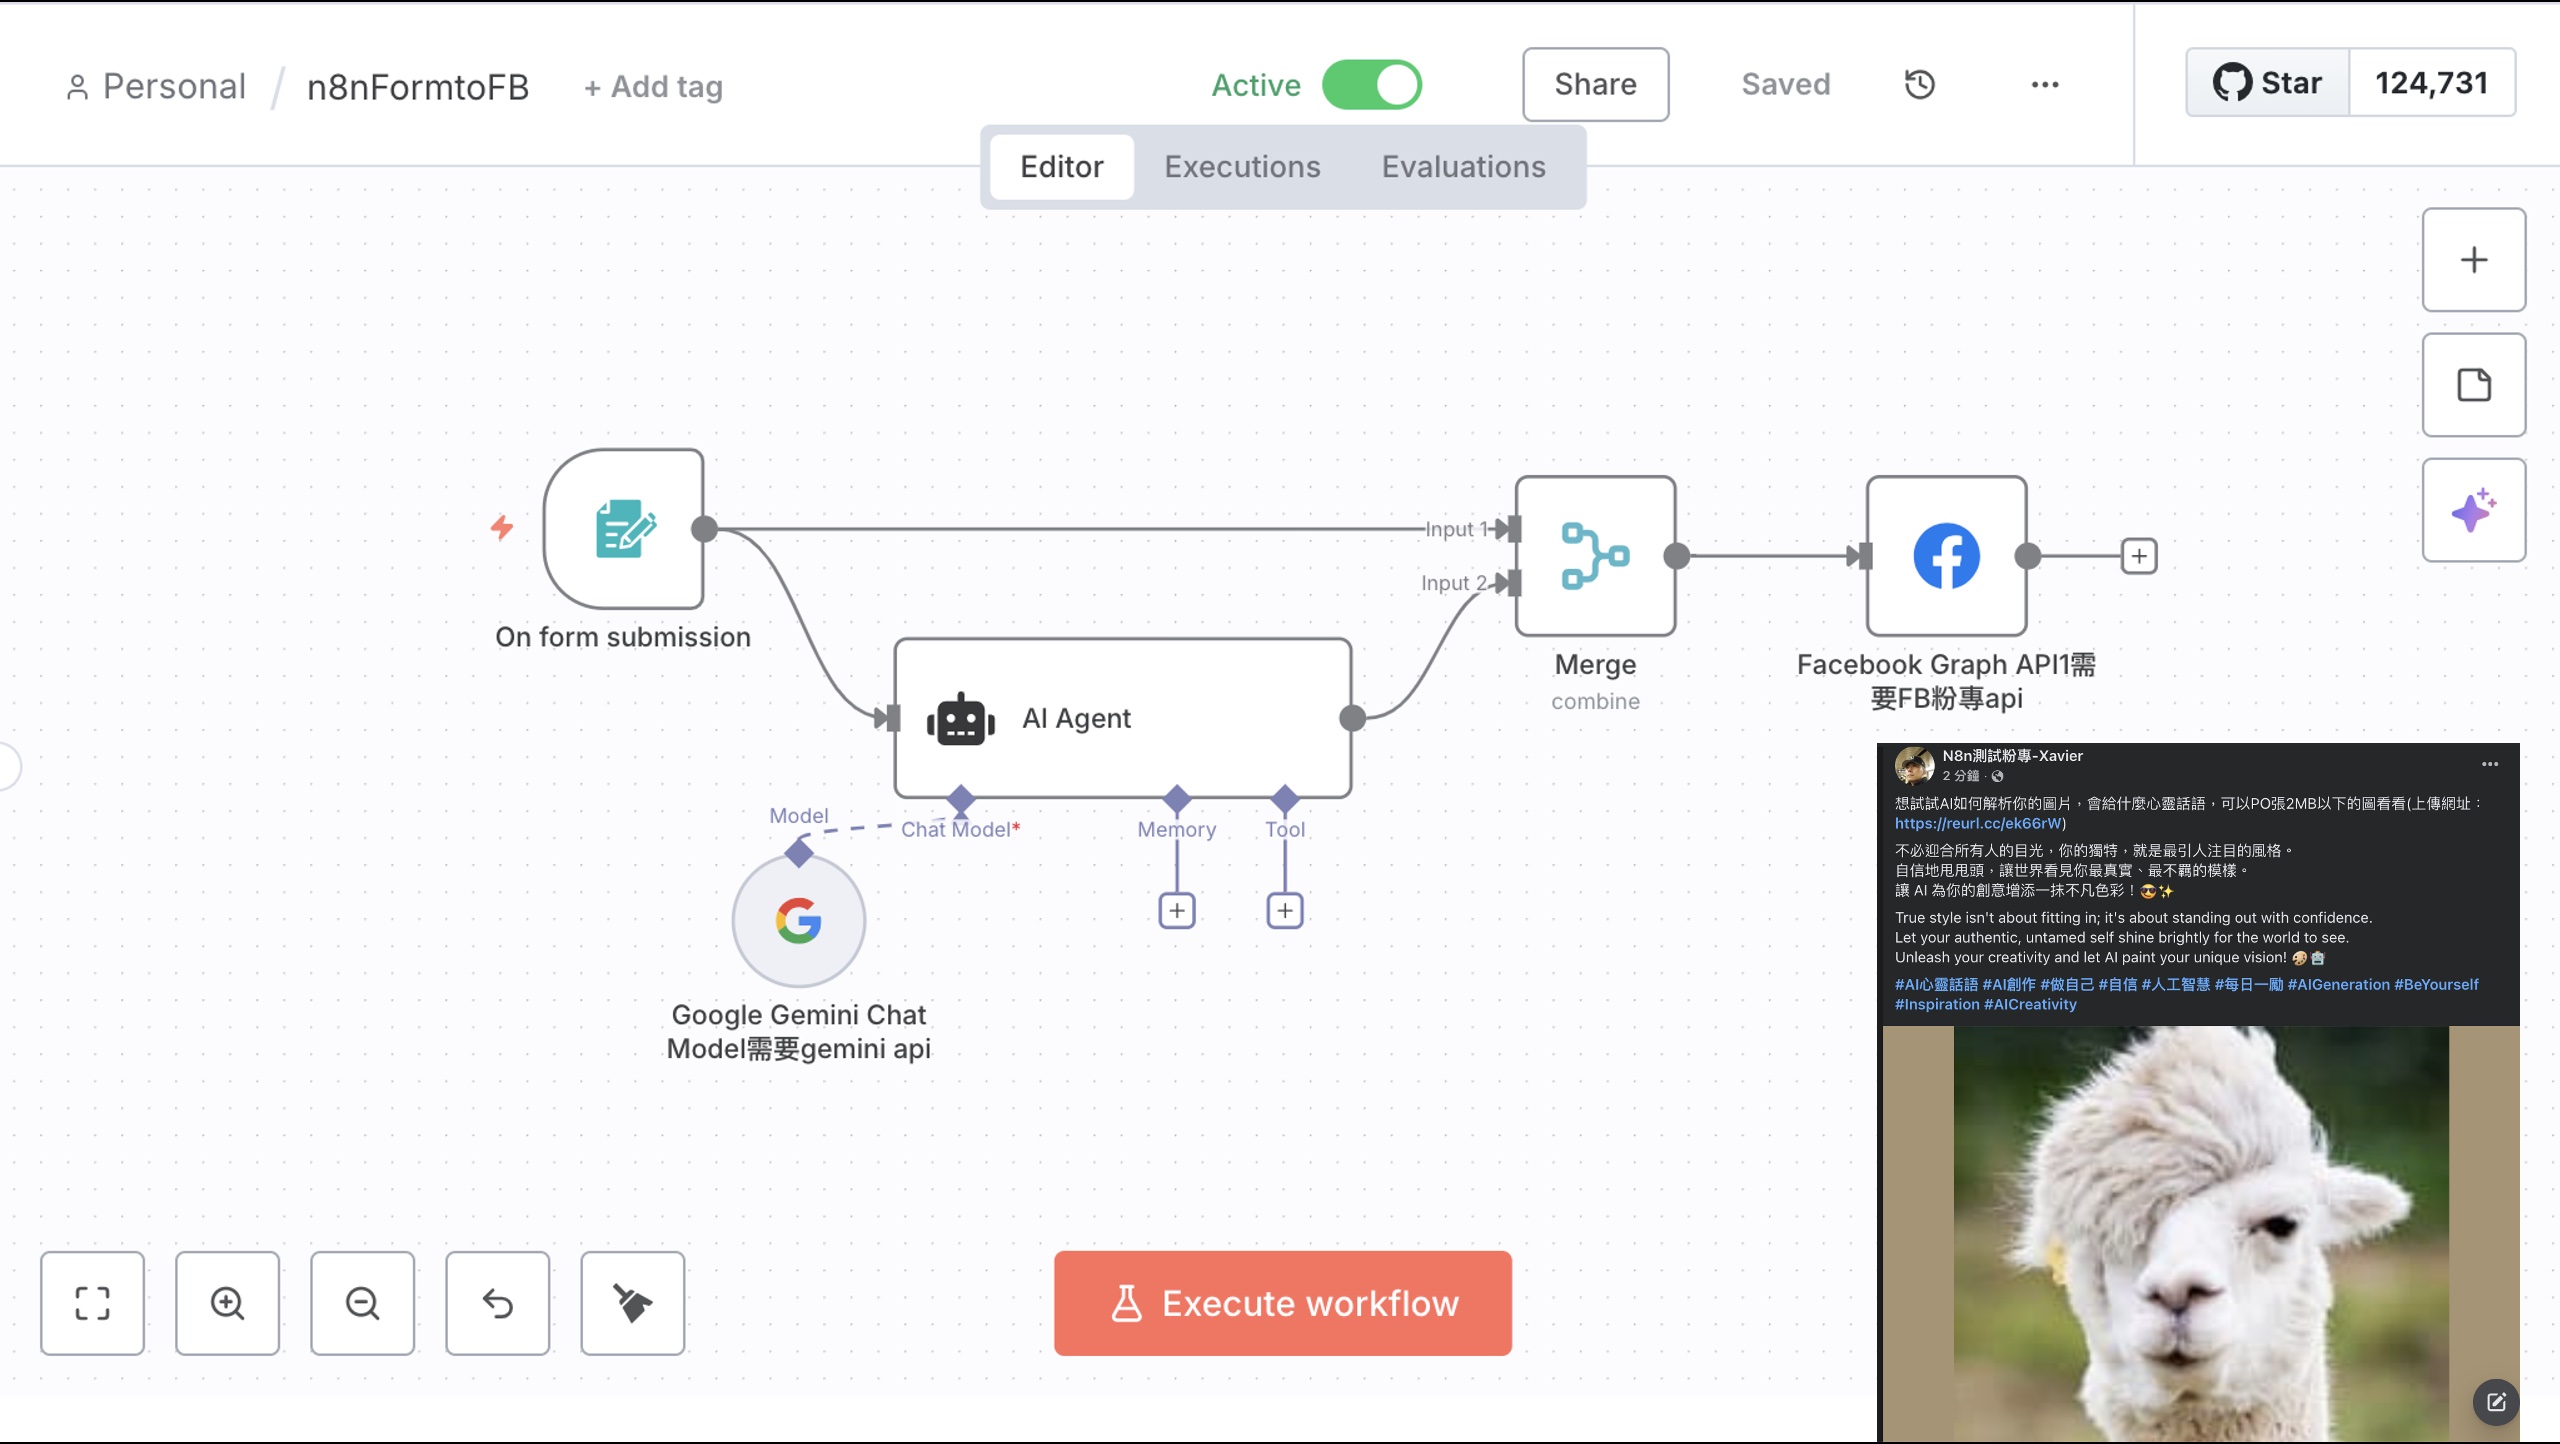 Personal / n8nFormtoFB + Add tag
Active
Share
Saved
Star 124,731
Editor Executions Evaluations
On form submission
Input 1
Input 2
Merge
combine
Facebook Graph API1需
要FB粉專api
AI Agent
Model
Chat Model*
Memory
Tool
Google Gemini Chat
Model需要gemini api
Execute workflow
N8n測試粉專-Xavier
2 分鐘 ·
想試試AI如何解析你的圖片，會給什麼心靈話語，可以PO張2MB以下的圖看看(上傳網址：
https://reurl.cc/ek66rW)
不必迎合所有人的目光，你的獨特，就是最引人注目的風格。
自信地甩甩頭，讓世界看見你最真實、最不羈的模樣。
讓 AI 為你的創意增添一抹不凡色彩！😎✨
True style isn't about fitting in; it's about standing out with confidence.
Let your authentic, untamed self shine brightly for the world to see.
Unleash your creativity and let AI paint your unique vision! 🎨🤖
#AI心靈話語 #AI創作 #做自己 #自信 #人工智慧 #每日一勵 #AIGeneration #BeYourself
#Inspiration #AICreativity